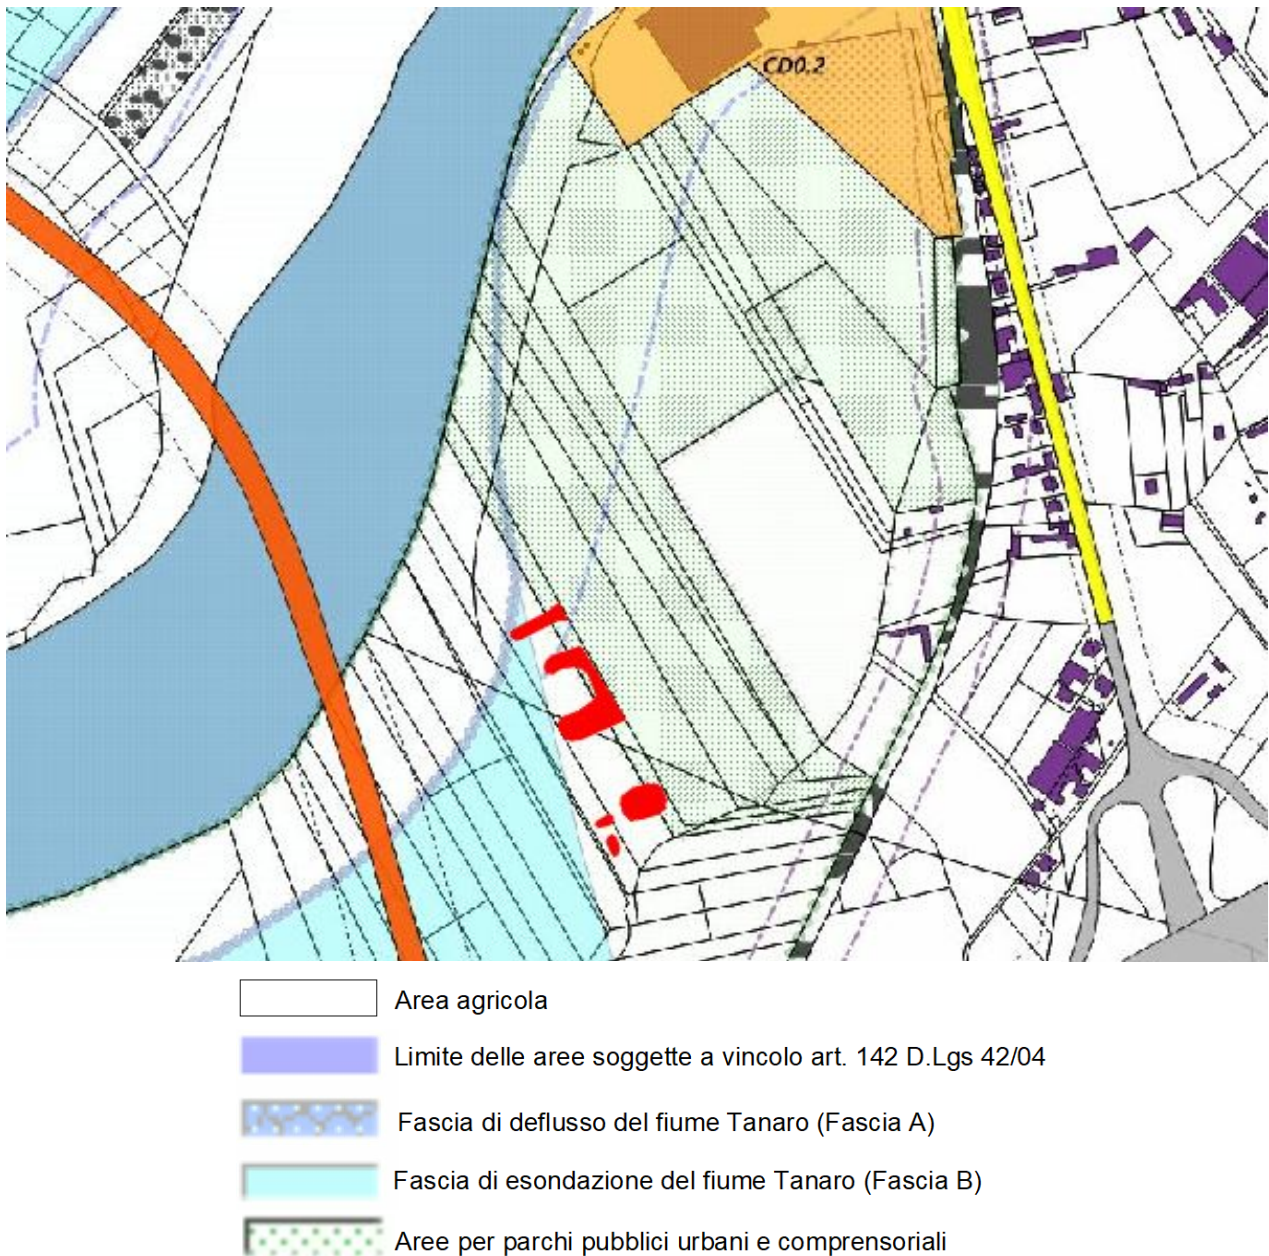 CD0.2
Area agricola
Limite delle aree soggette a vincolo art. 142 D.Lgs 42/04
Fascia di deflusso del fiume Tanaro (Fascia A)
Fascia di esondazione del fiume Tanaro (Fascia B)
Aree per parchi pubblici urbani e comprensoriali